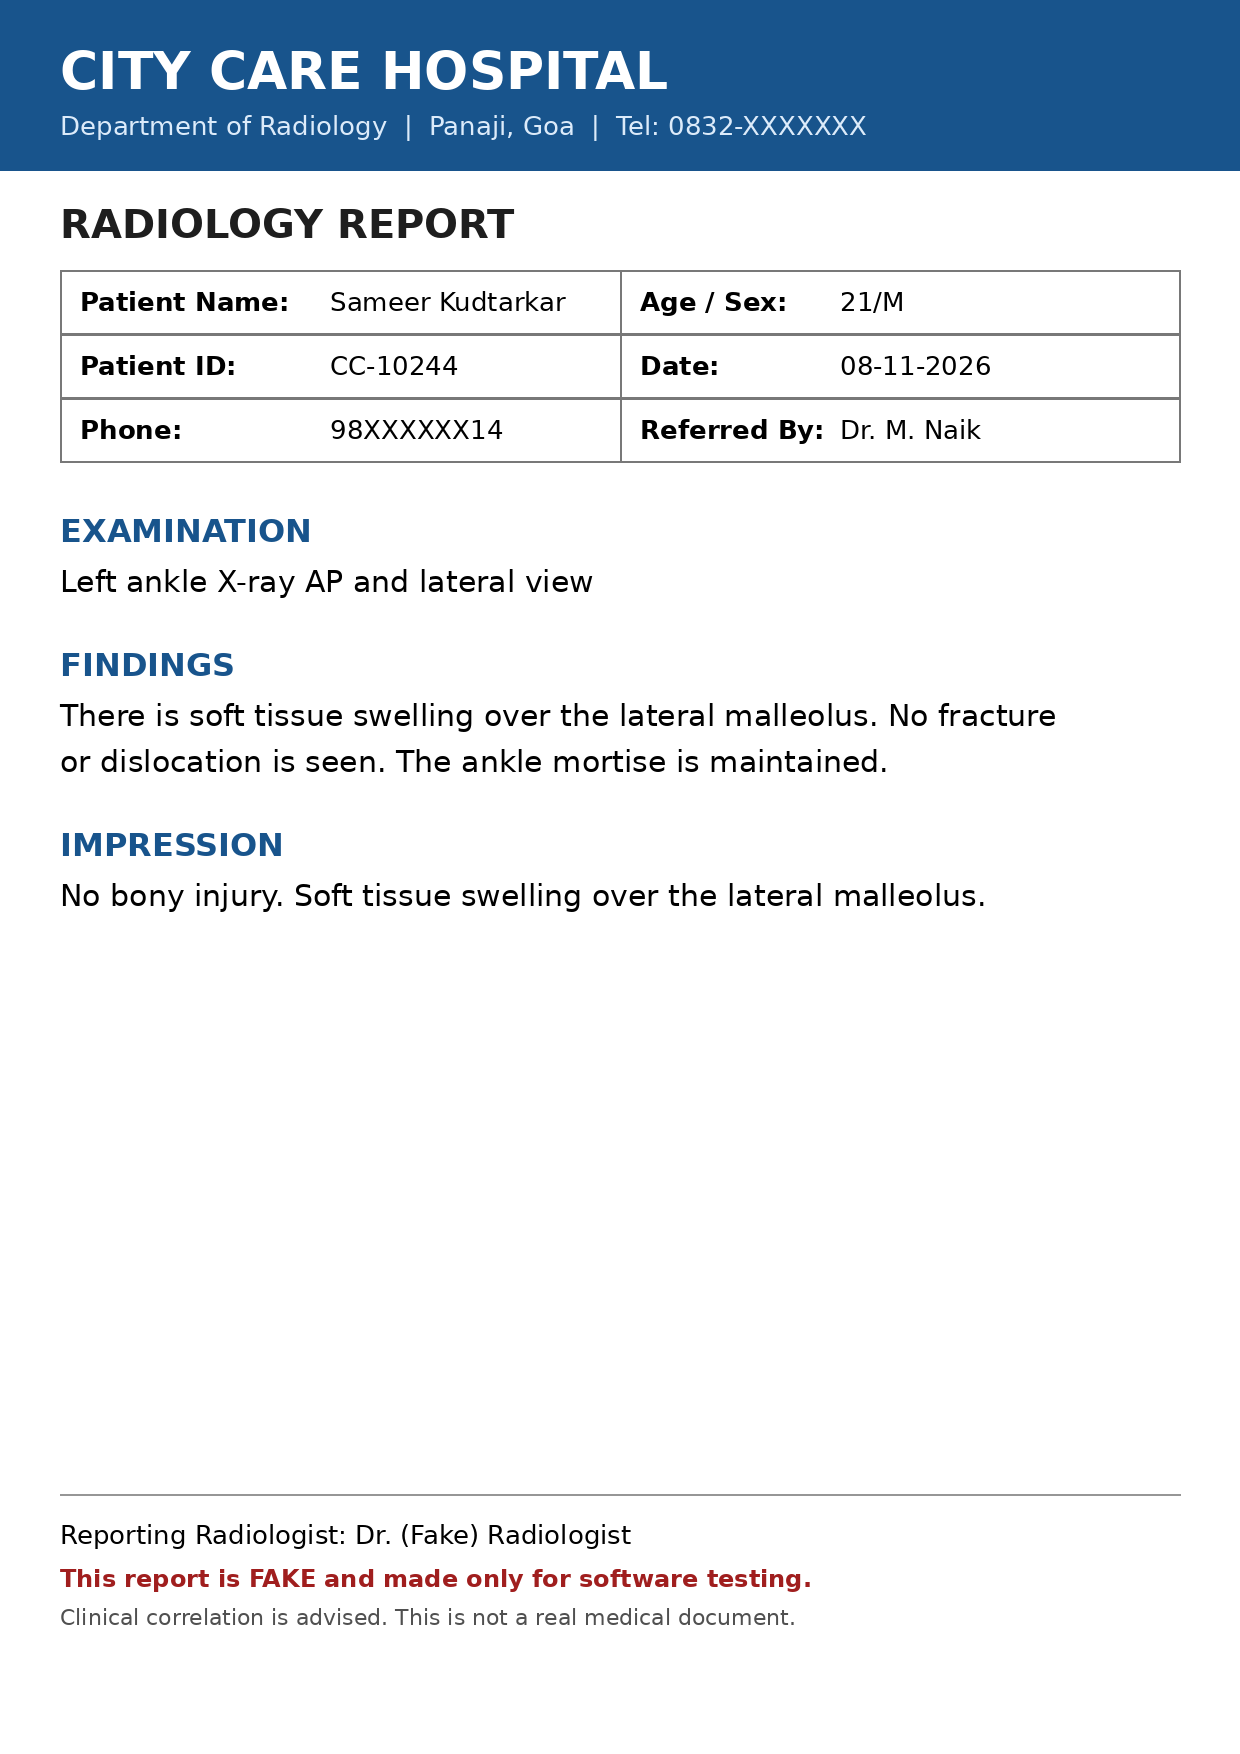 CITY CARE HOSPITAL
Department of Radiology | Panaji, Goa | Tel: 0832-XXXXXXX
RADIOLOGY REPORT
Patient Name: Sameer Kudtarkar Age / Sex: 21/M
Patient ID: CC-10244 Date: 08-11-2026
Phone: 98XXXXXX14 Referred By: Dr. M. Naik
EXAMINATION
Left ankle X-ray AP and lateral view
FINDINGS
There is soft tissue swelling over the lateral malleolus. No fracture
or dislocation is seen. The ankle mortise is maintained.
IMPRESSION
No bony injury. Soft tissue swelling over the lateral malleolus.
Reporting Radiologist: Dr. (Fake) Radiologist
This report is FAKE and made only for software testing.
Clinical correlation is advised. This is not a real medical document.